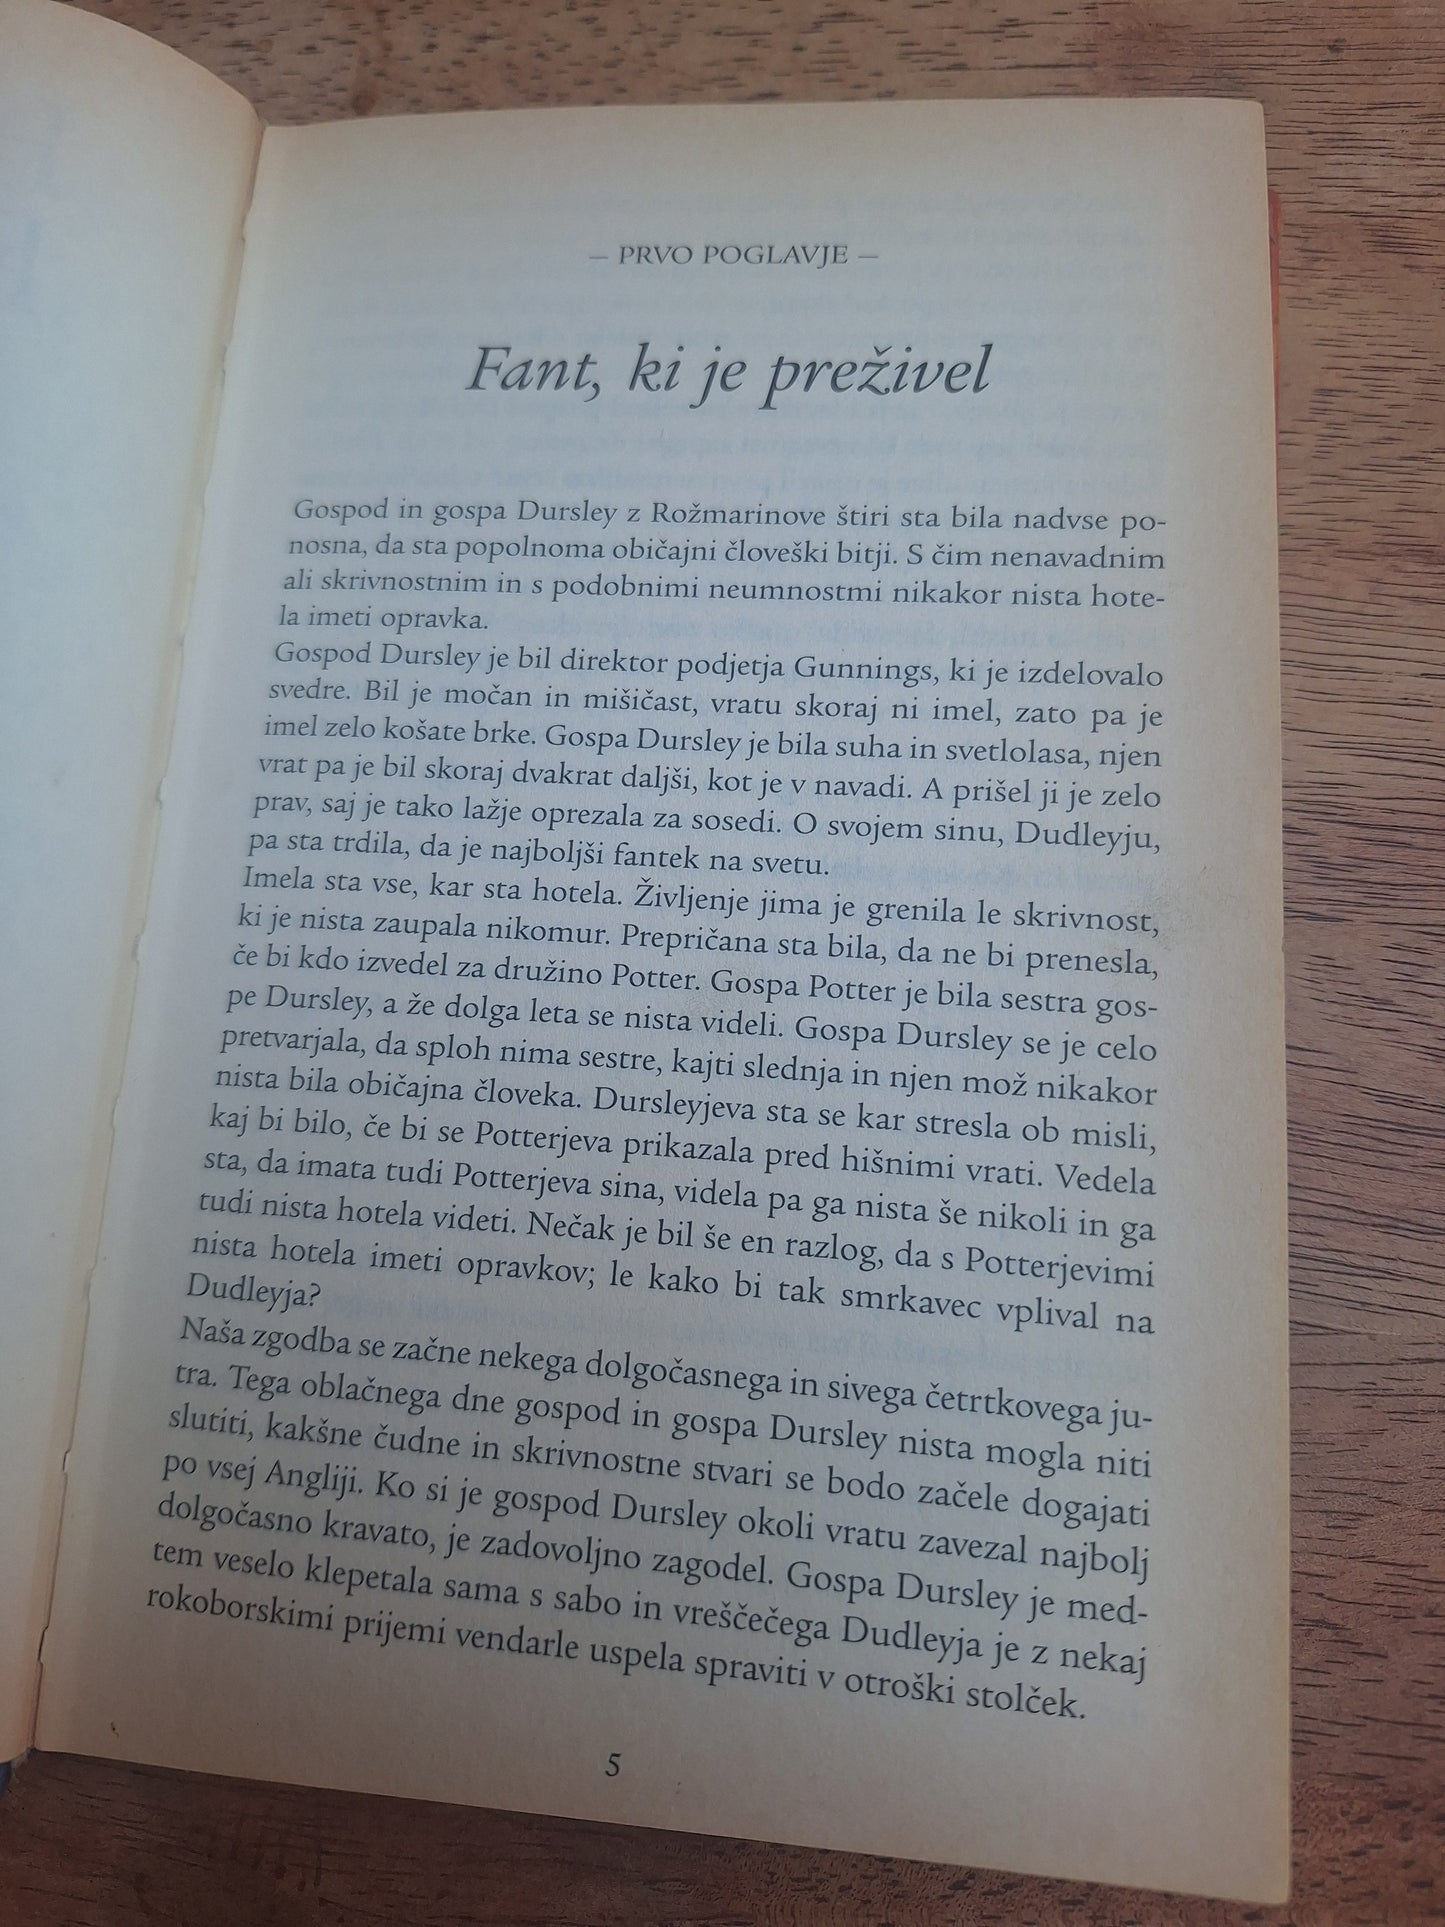 – PRVO POGLAVJE –
Fant, ki je preživel
Gospod in gospa Dursley z Rožmarinove štiri sta bila nadvse po-
nosna, da sta popolnoma običajni človeški bitji. S čim nenavadnim
ali skrivnostnim in s podobnimi neumnostmi nikakor nista hote-
la imeti opravka.
Gospod Dursley je bil direktor podjetja Gunnings, ki je izdelovalo
svedre. Bil je močan in mišičast, vratu skoraj ni imel, zato pa je
imel zelo košate brke. Gospa Dursley je bila suha in svetlolasa, njen
vrat pa je bil skoraj dvakrat daljši, kot je v navadi. A prišel ji je zelo
prav, saj je tako lažje oprezala za sosedi. O svojem sinu, Dudleyju,
pa sta trdila, da je najboljši fantek na svetu.
Imela sta vse, kar sta hotela. Življenje jima je grenila le skrivnost,
ki je nista zaupala nikomur. Prepričana sta bila, da ne bi prenesla,
če bi kdo izvedel za družino Potter. Gospa Potter je bila sestra gos-
pe Dursley, a že dolga leta se nista videli. Gospa Dursley se je celo
pretvarjala, da sploh nima sestre, kajti slednja in njen mož nikakor
nista bila običajna človeka. Dursleyjeva sta se kar stresla ob misli,
kaj bi bilo, če bi se Potterjeva prikazala pred hišnimi vrati. Vedela
sta, da imata tudi Potterjeva sina, videla pa ga nista še nikoli in ga
tudi nista hotela videti. Nečak je bil še en razlog, da s Potterjevimi
nista hotela imeti opravkov; le kako bi tak smrkavec vplival na
Dudleyja?
Naša zgodba se začne nekega dolgočasnega in sivega četrtkovega ju-
tra. Tega oblačnega dne gospod in gospa Dursley nista mogla niti
slutiti, kakšne čudne in skrivnostne stvari se bodo začele dogajati
po vsej Angliji. Ko si je gospod Dursley okoli vratu zavezal najbolj
dolgočasno kravato, je zadovoljno zagodel. Gospa Dursley je med-
tem veselo klepetala sama s sabo in vreščečega Dudleyja je z nekaj
rokoborskimi prijemi vendarle uspela spraviti v otroški stolček.
5